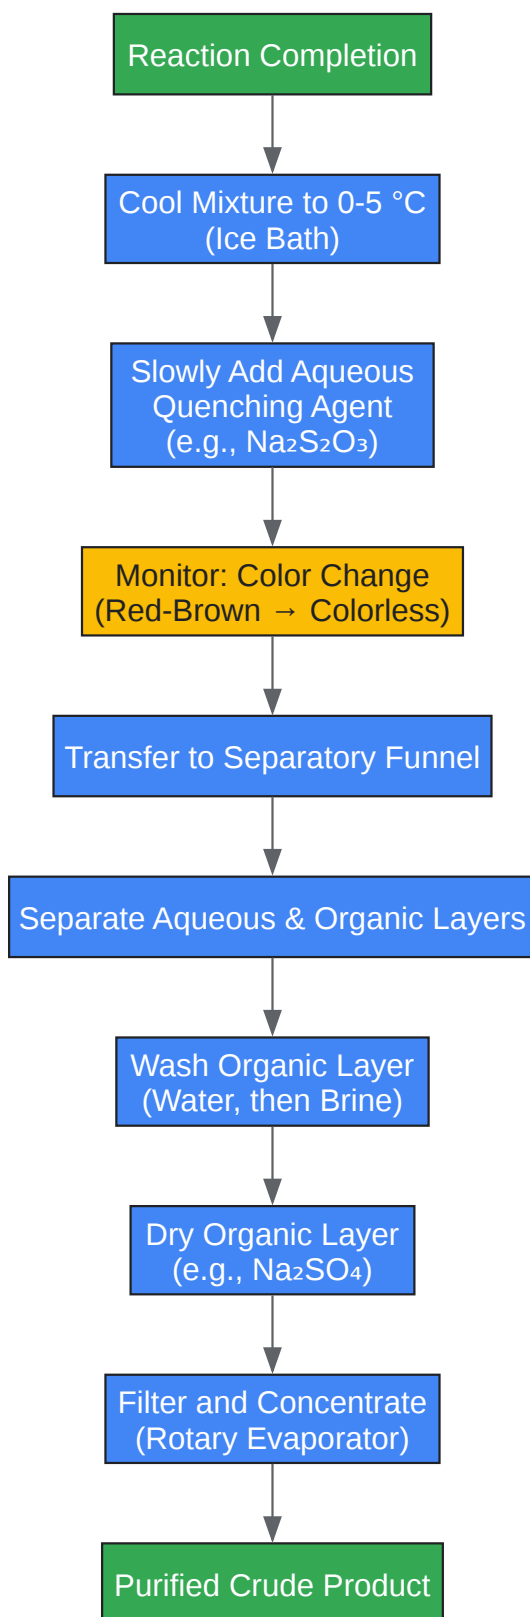 Reaction Completion
Cool Mixture to 0-5 °C
(Ice Bath)
Slowly Add Aqueous
Quenching Agent
(e.g., Na₂S₂O₃)
Monitor: Color Change
(Red-Brown → Colorless)
Transfer to Separatory Funnel
Separate Aqueous & Organic Layers
Wash Organic Layer
(Water, then Brine)
Dry Organic Layer
(e.g., Na₂SO₄)
Filter and Concentrate
(Rotary Evaporator)
Purified Crude Product